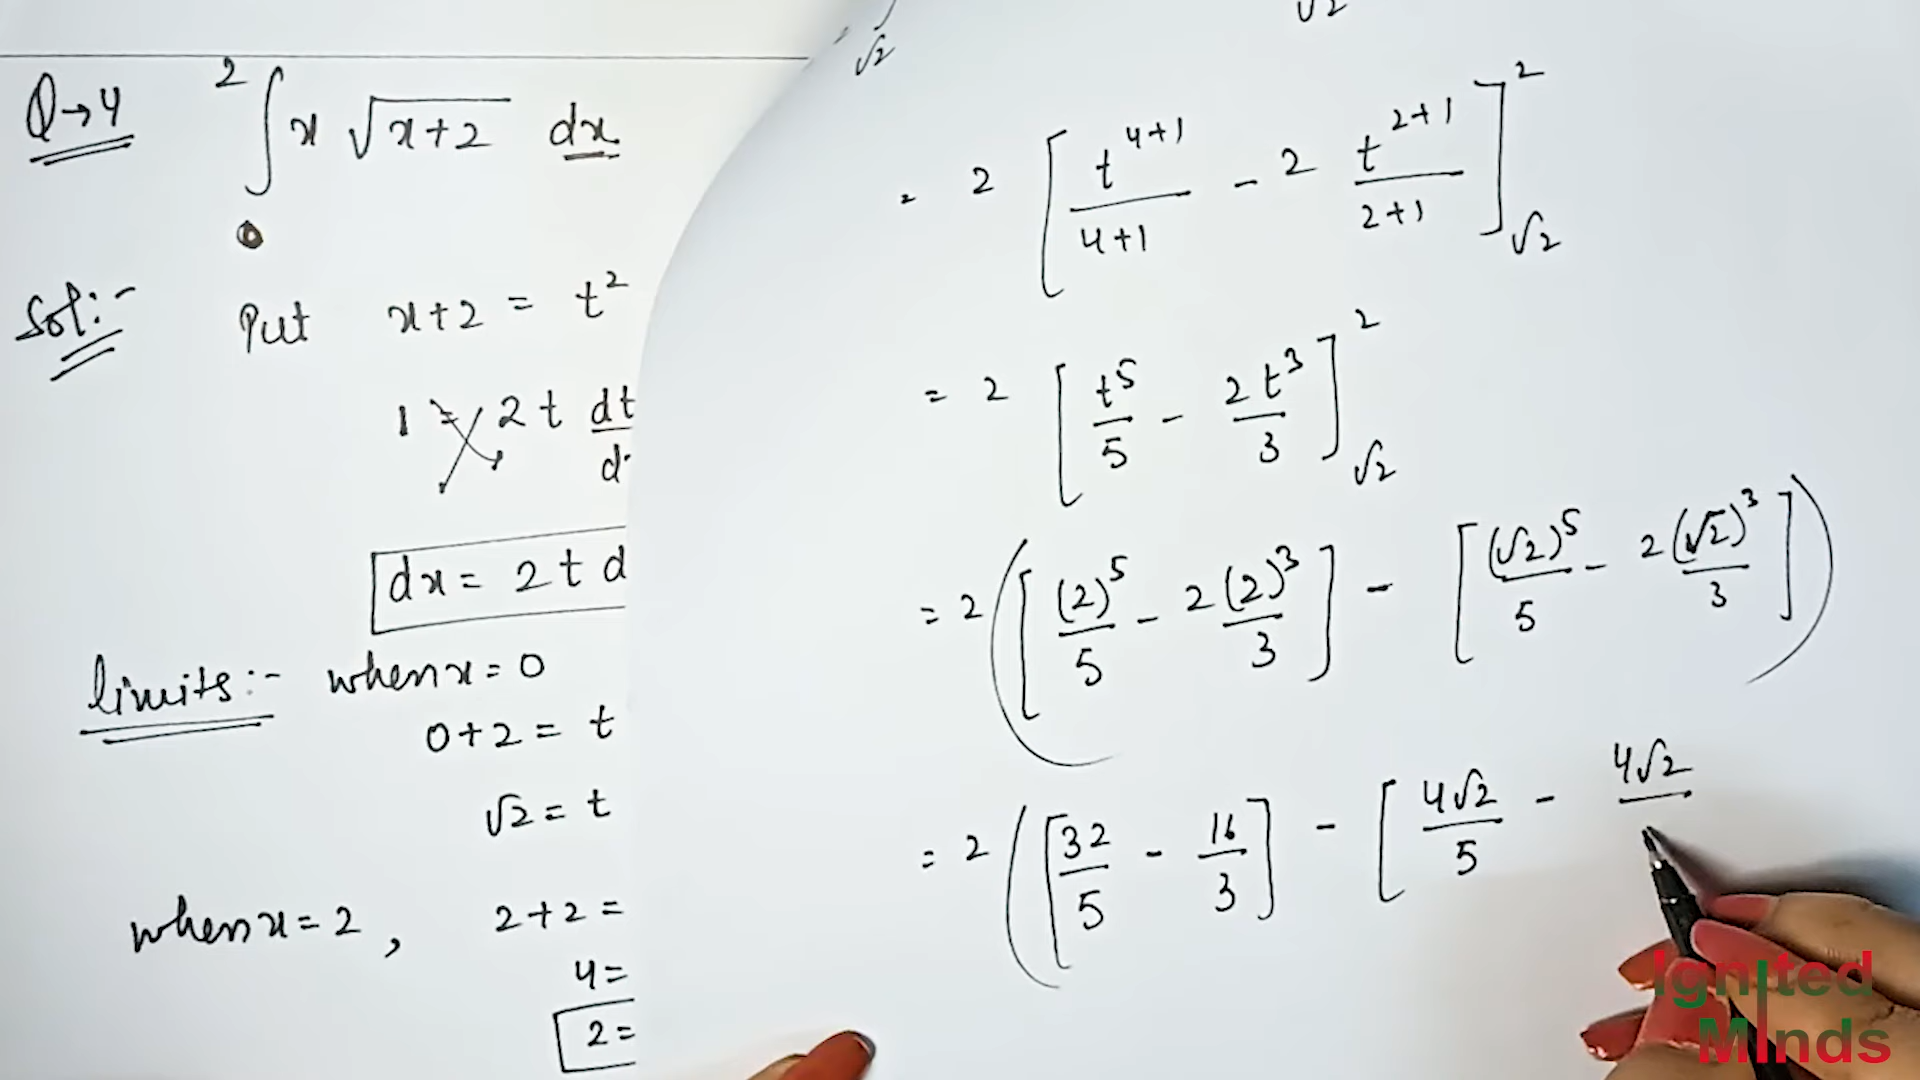 Q→4 2∫0 x √x+2 dx
Sol:- Put x+2 = t²
1 = 2t dt/d
dx = 2t d
limits:- when x = 0
0+2 = t
√2 = t
when x = 2, 2+2 =
4 =
2 =
√2 √2
= 2 [t^(4+1)/(4+1) - 2 t^(2+1)/(2+1)]²√2
= 2 [t⁵/5 - 2t³/3]²√2
= 2 ([(2)⁵/5 - 2(2)³/3] - [(√2)⁵/5 - 2(√2)³/3])
= 2 ([32/5 - 16/3] - [4√2/5 - 4√2/
Ignited
Minds